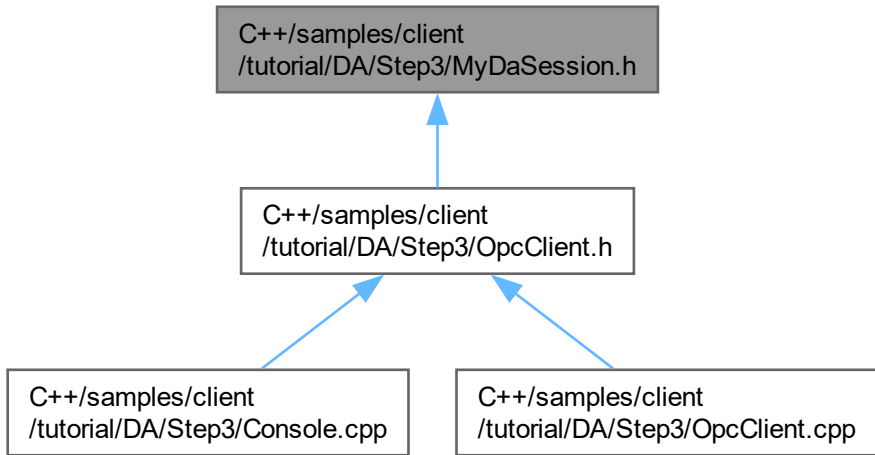 C++/samples/client
/tutorial/DA/Step3/MyDaSession.h
C++/samples/client
/tutorial/DA/Step3/OpcClient.h
C++/samples/client
/tutorial/DA/Step3/Console.cpp
C++/samples/client
/tutorial/DA/Step3/OpcClient.cpp